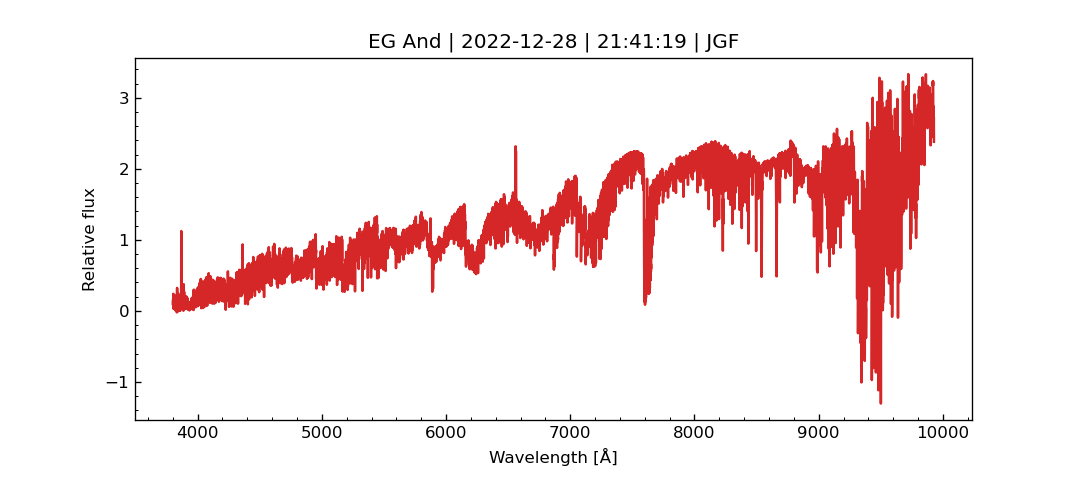 EG And | 2022-12-28 | 21:41:19 | JGF
3
2
1
0
−1
Relative flux
4000 5000 6000 7000 8000 9000 10000
Wavelength [Å]